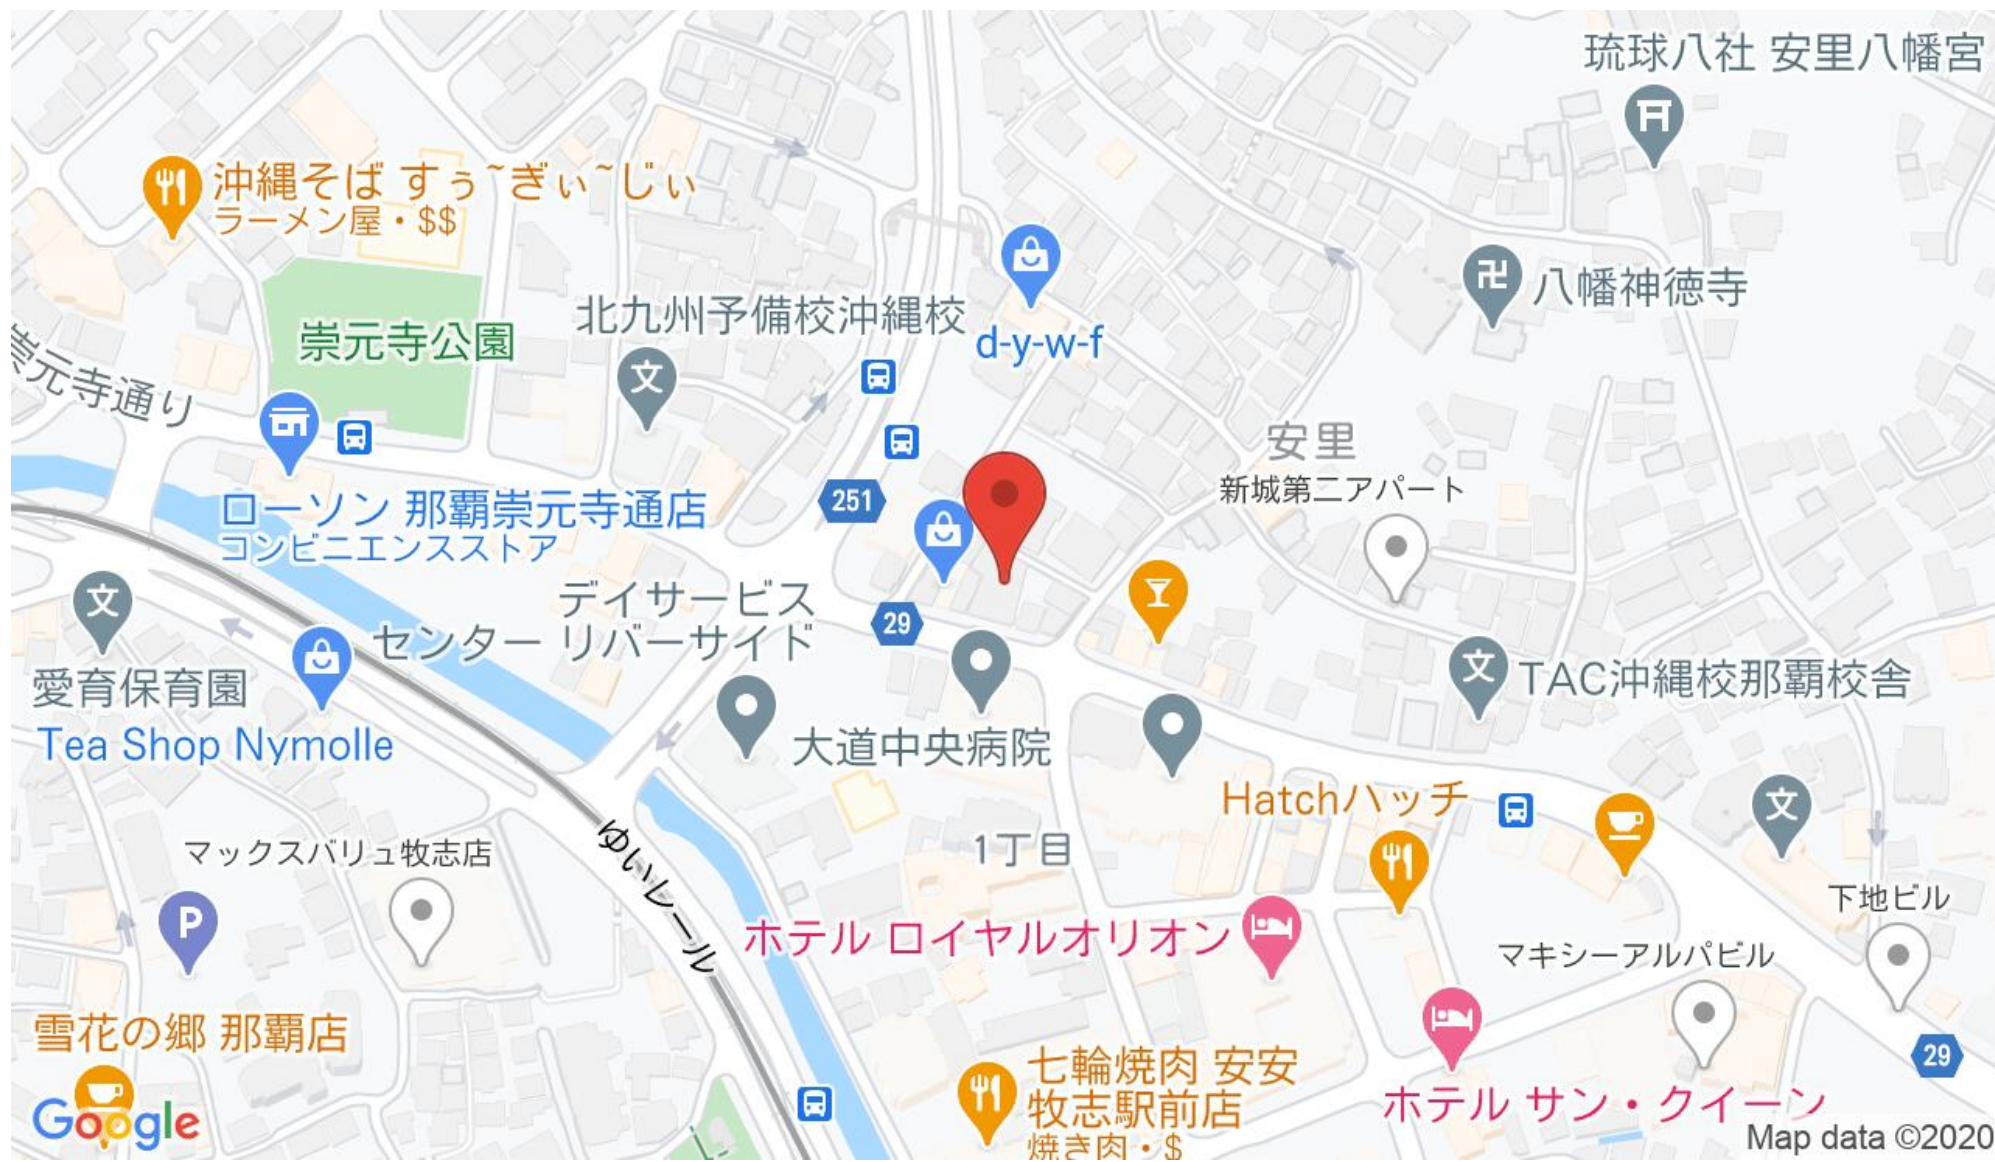 琉球八社 安里八幡宮
沖縄そば すぅ~ぎぃ~じぃ
ラーメン屋・$$
八幡神徳寺
北九州予備校沖縄校
崇元寺公園
d-y-w-f
崇元寺通り
安里
新城第二アパート
251
ローソン 那覇崇元寺通店
コンビニエンスストア
デイサービス
センター リバーサイド
29
愛育保育園
TAC沖縄校那覇校舎
Tea Shop Nymolle
大道中央病院
Hatchハッチ
マックスバリュ牧志店
ゆいレール
1丁目
下地ビル
ホテル ロイヤルオリオン
マキシーアルパビル
雪花の郷 那覇店
29
七輪焼肉 安安
牧志駅前店
焼き肉・$
ホテル サン・クイーン
Google
Map data ©2020